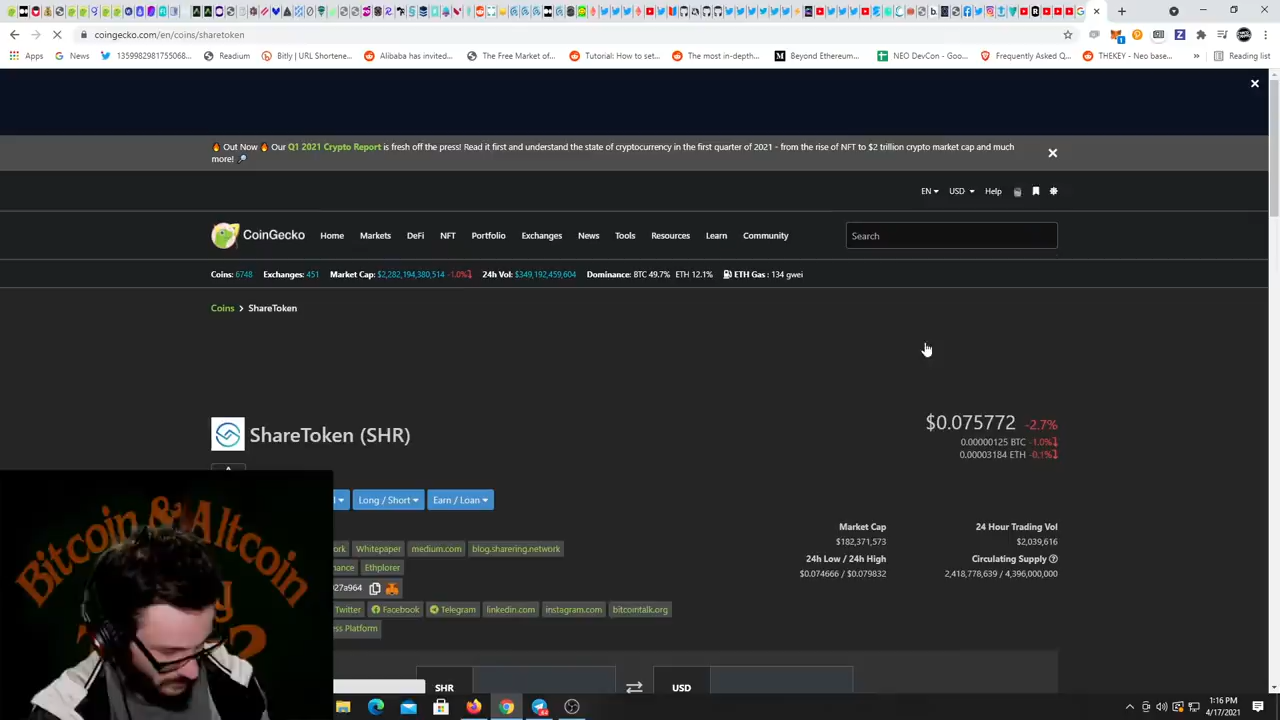 coingecko.com/en/coins/sharetoken
Apps
News
1359982981755068...
Readium
Bitly | URL Shortene...
Alibaba has invited...
The Free Market of...
Tutorial: How to set...
The most in-depth...
Beyond Ethereum...
NEO DevCon - Goo...
Frequently Asked Q...
THEKEY - Neo base...
»
Reading list
Out Now Our Q1 2021 Crypto Report is fresh off the press! Read it first and understand the state of cryptocurrency in the first quarter of 2021 - from the rise of NFT to $2 trillion crypto market cap and much
more!
EN USD Help
CoinGecko Home Markets DeFi NFT Portfolio Exchanges News Tools Resources Learn Community Search
Coins: 6748 Exchanges: 451 Market Cap: $2,282,194,380,514 -1.0% 24h Vol: $349,192,459,604 Dominance: BTC 49.7% ETH 12.1% ETH Gas : 134 gwei
Coins > ShareToken
ShareToken (SHR)
$0.075772 -2.7%
0.00000125 BTC -1.0%
0.00003184 ETH -0.1%
Long / Short Earn / Loan
Market Cap
$182,371,573
24 Hour Trading Vol
$2,039,616
24h Low / 24h High
$0.074666 / $0.079832
Circulating Supply
2,418,778,639 / 4,396,000,000
ork Whitepaper medium.com blog.sharering.network
nance Ethplorer
027a964
Twitter Facebook Telegram linkedin.com instagram.com bitcointalk.org
ss Platform
SHR
USD
Bitcoin & Altcoin
1:16 PM
4/17/2021